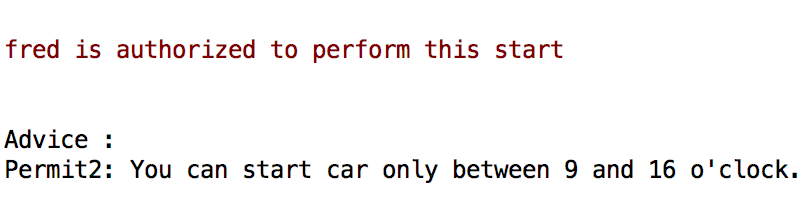 fred is authorized to perform this start
Advice :
Permit2: You can start car only between 9 and 16 o'clock.